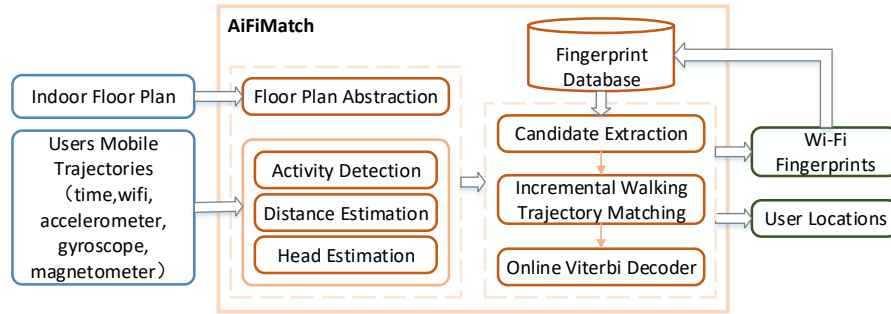 AiFiMatch
Fingerprint
Database
Indoor Floor Plan
Floor Plan Abstraction
Users Mobile
Trajectories
（time,wifi,
accelerometer,
gyroscope,
magnetometer）
Activity Detection
Distance Estimation
Head Estimation
Candidate Extraction
Incremental Walking
Trajectory Matching
Online Viterbi Decoder
Wi-Fi
Fingerprints
User Locations